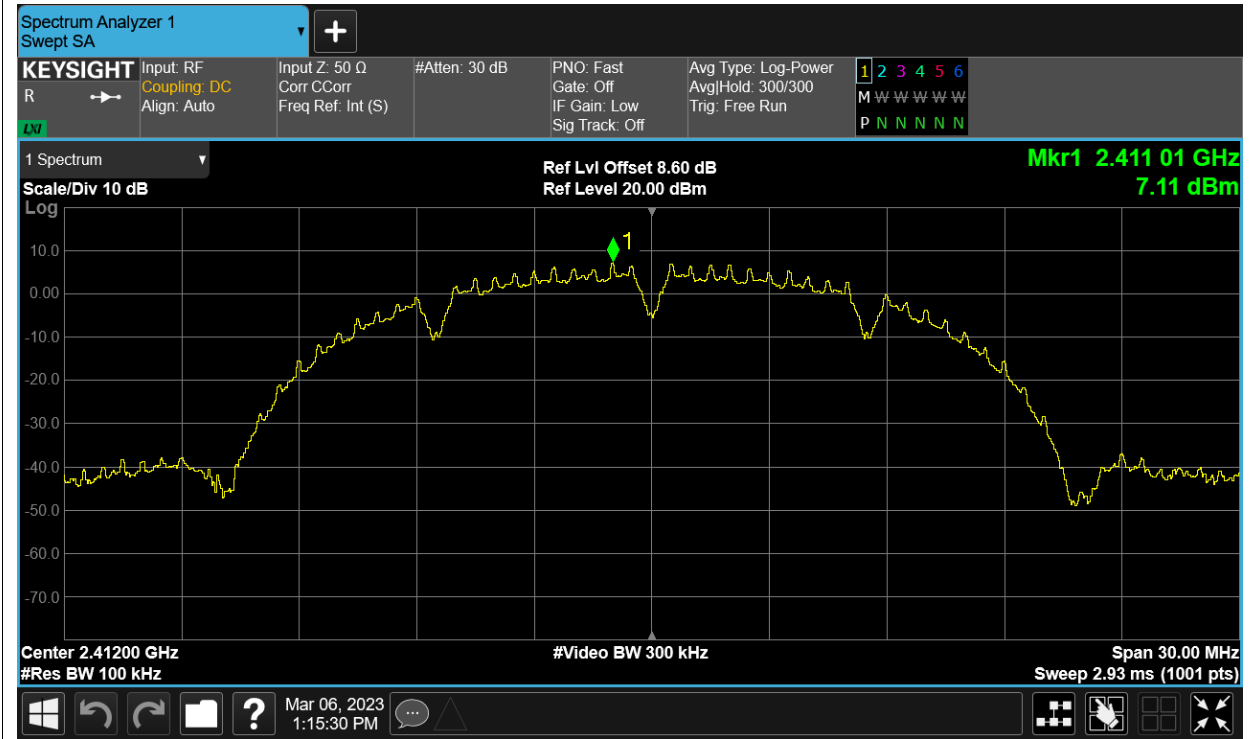 Spectrum Analyzer 1
Swept SA
KEYSIGHT
R
LXI
Input: RF
Coupling: DC
Align: Auto
Input Z: 50 Ω
Corr CCorr
Freq Ref: Int (S)
#Atten: 30 dB
PNO: Fast
Gate: Off
IF Gain: Low
Sig Track: Off
Avg Type: Log-Power
Avg|Hold: 300/300
Trig: Free Run
1 2 3 4 5 6
M W W W W W
P N N N N N
1 Spectrum
Scale/Div 10 dB
Log
Ref Lvl Offset 8.60 dB
Ref Level 20.00 dBm
Mkr1 2.411 01 GHz
7.11 dBm
1
10.0
0.00
-10.0
-20.0
-30.0
-40.0
-50.0
-60.0
-70.0
Center 2.41200 GHz
#Res BW 100 kHz
#Video BW 300 kHz
Span 30.00 MHz
Sweep 2.93 ms (1001 pts)
?
Mar 06, 2023
1:15:30 PM